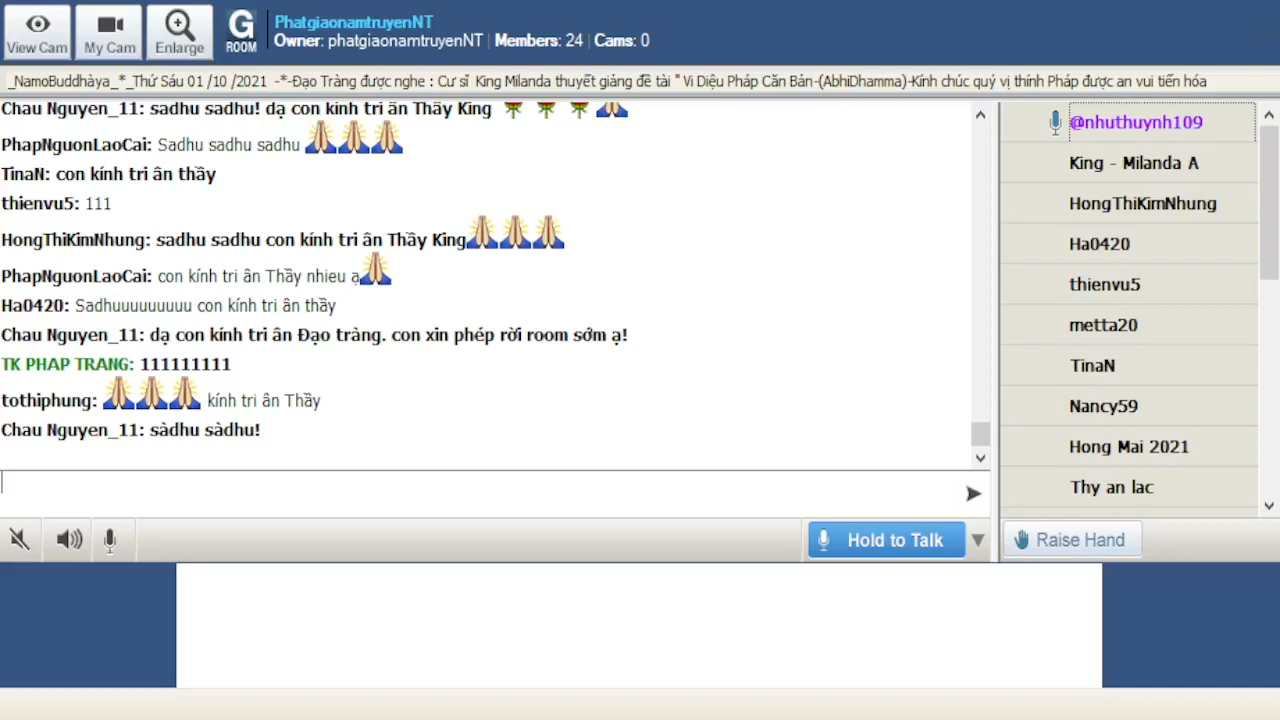 View Cam
My Cam
Enlarge
G
ROOM
PhatgiaonamtruyenNT
Owner: phatgiaonamtruyenNT | Members: 24 | Cams: 0
_NamoBuddhàya_*_Thứ Sáu 01 /10 /2021 -*-Đạo Tràng được nghe : Cư sĩ King Milanda thuyết giảng đề tài " Vi Diệu Pháp Căn Bản-(AbhiDhamma)-Kính chúc quý vị thính Pháp được an vui tiến hóa
Chau Nguyen_11: sadhu sadhu! dạ con kính tri ân Thầy King
PhapNguonLaoCai: Sadhu sadhu sadhu
TinaN: con kính tri ân thầy
thienvu5: 111
HongThiKimNhung: sadhu sadhu con kính tri ân Thầy King
PhapNguonLaoCai: con kính tri ân Thầy nhieu ạ
Ha0420: Sadhuuuuuuuuu con kính tri ân thầy
Chau Nguyen_11: dạ con kính tri ân Đạo tràng. con xin phép rời room sớm ạ!
TK PHAP TRANG: 111111111
tothiphung: kính tri ân Thầy
Chau Nguyen_11: sàdhu sàdhu!
@nhuthuynh109
King - Milanda A
HongThiKimNhung
Ha0420
thienvu5
metta20
TinaN
Nancy59
Hong Mai 2021
Thy an lac
Hold to Talk
Raise Hand